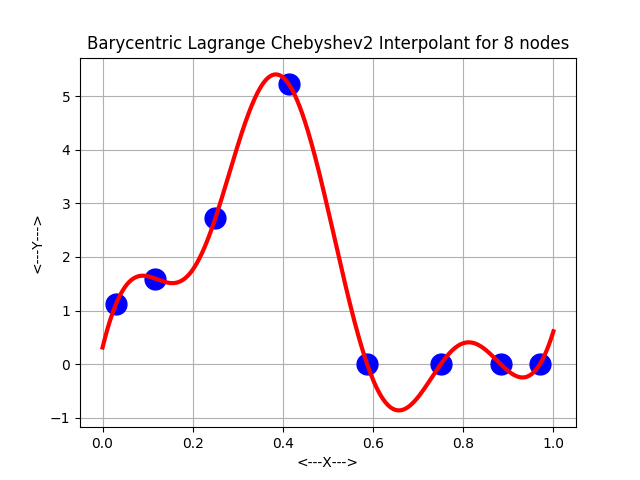 Barycentric Lagrange Chebyshev2 Interpolant for 8 nodes
<---Y--->
5
4
3
2
1
0
−1
0.0 0.2 0.4 0.6 0.8 1.0
<---X--->